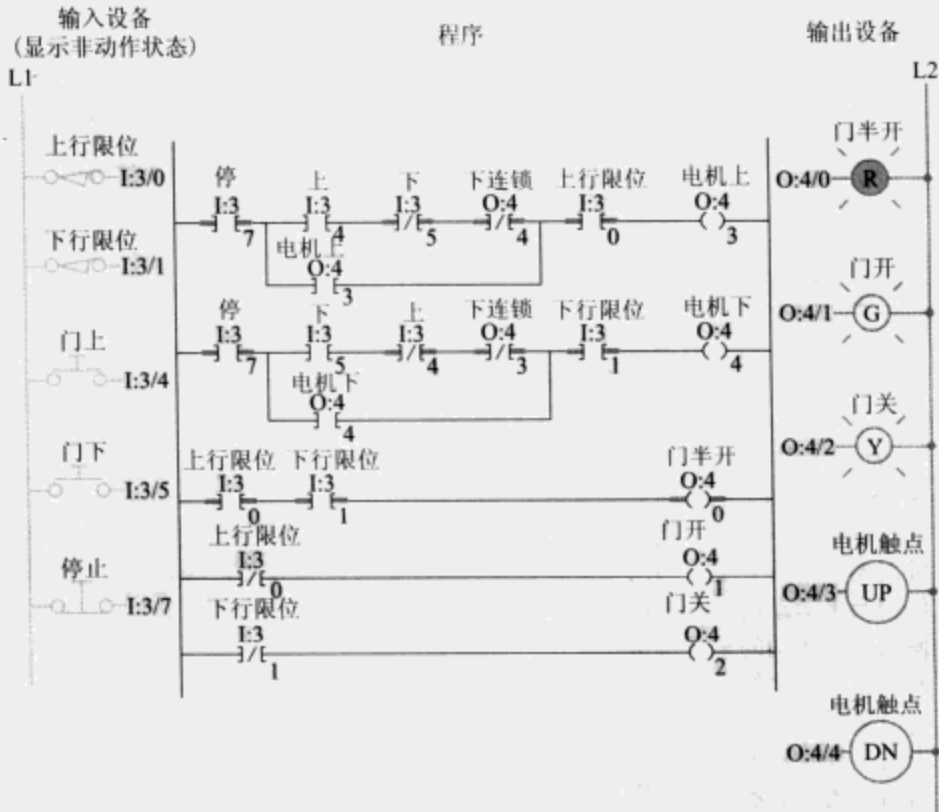 输入设备
(显示非动作状态)
程序
输出设备
L1
L2
上行限位
I:3/0
下行限位
I:3/1
门上
I:3/4
门下
I:3/5
停止
I:3/7
停 上 下 下连锁 上行限位 电机上
I:3 I:3 I:3 O:4 I:3 O:4
7 4 5 4 0 3
电机上
O:4
3
停 下 上 下连锁 下行限位 电机下
I:3 I:3 I:3 O:4 I:3 O:4
7 5 4 3 1 4
电机下
O:4
4
上行限位 下行限位 门半开
I:3 I:3 O:4
0 1 0
上行限位 门开
I:3 O:4
0 1
下行限位 门关
I:3 O:4
1 2
门半开
O:4/0 R
门开
O:4/1 G
门关
O:4/2 Y
电机触点
O:4/3 UP
电机触点
O:4/4 DN